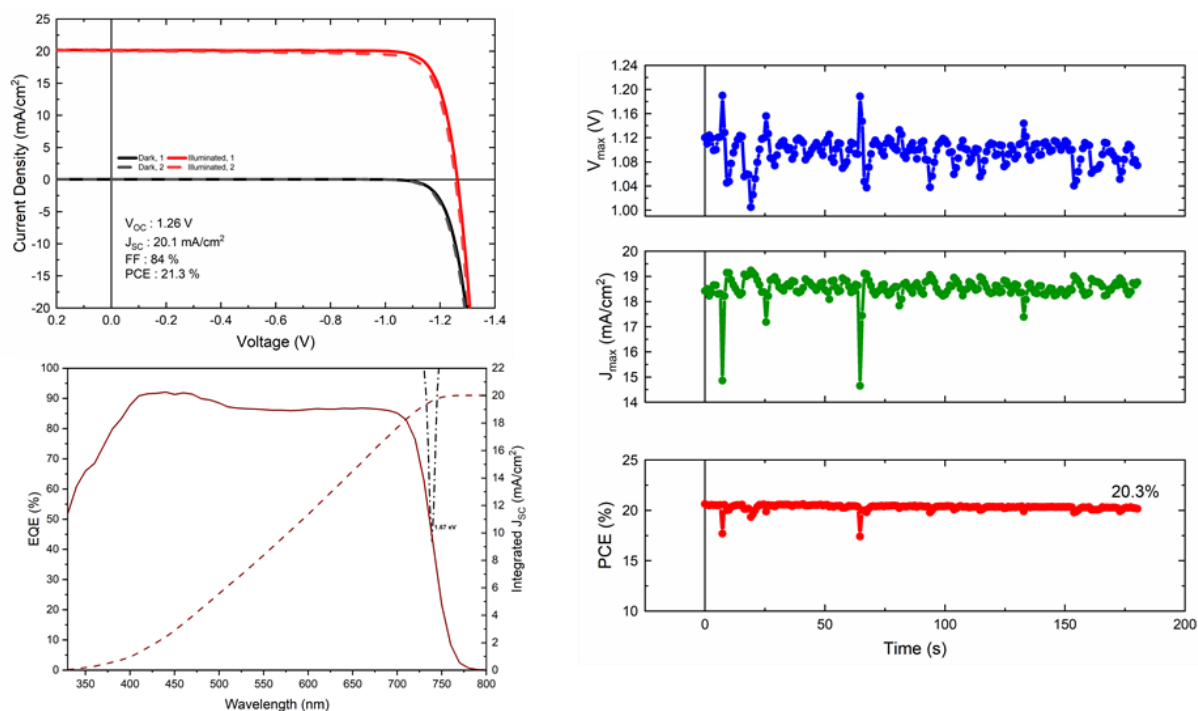 25
20
15
10
5
0
-5
-10
-15
-20
Current Density (mA/cm²)
Dark, 1 Illuminated, 1
Dark, 2 Illuminated, 2
V_OC : 1.26 V
J_SC : 20.1 mA/cm²
FF : 84 %
PCE : 21.3 %
0.2 0.0 -0.2 -0.4 -0.6 -0.8 -1.0 -1.2 -1.4
Voltage (V)
100
90
80
70
60
50
40
30
20
10
0
EQE (%)
1.67 eV
22
20
18
16
14
12
10
8
6
4
2
0
Integrated J_SC (mA/cm²)
350 400 450 500 550 600 650 700 750 800
Wavelength (nm)
1.24
1.20
1.16
1.12
1.08
1.04
1.00
V_max (V)
20
19
18
17
16
15
14
J_max (mA/cm²)
25
20
15
10
PCE (%)
20.3%
0 50 100 150 200
Time (s)